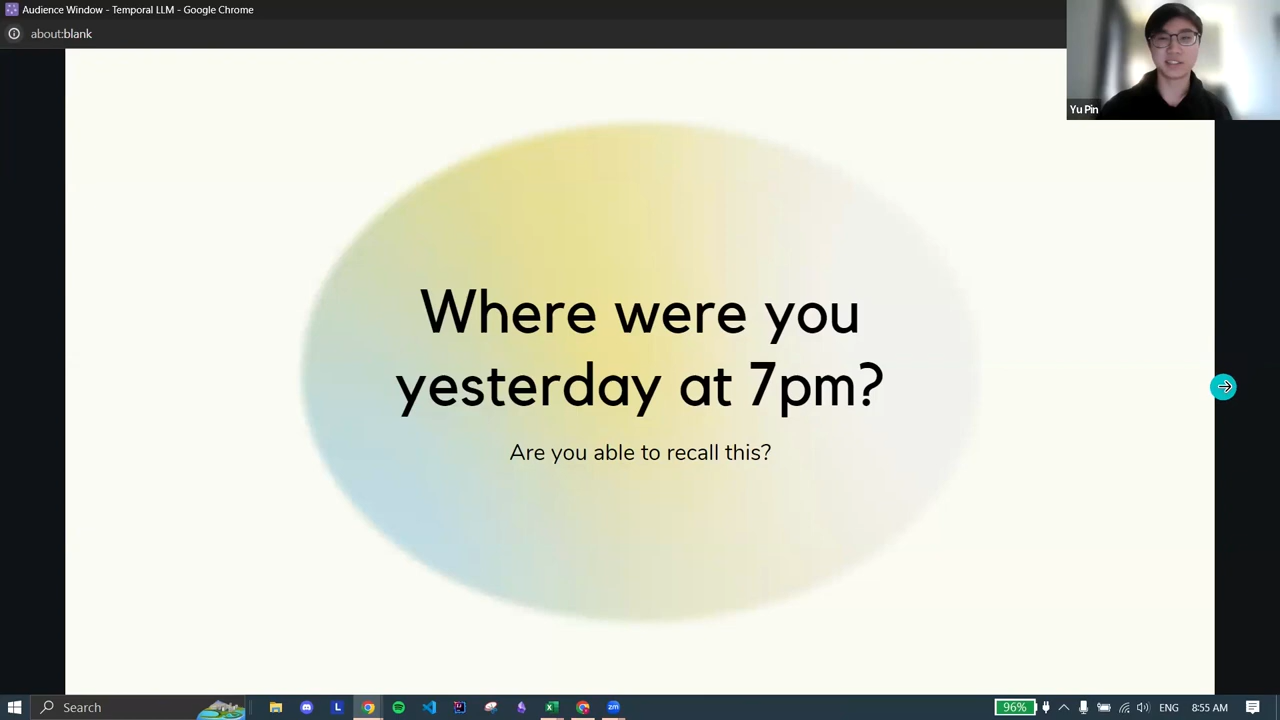 Audience Window - Temporal LLM - Google Chrome
about:blank
Yu Pin
Where were you
yesterday at 7pm?
Are you able to recall this?
Search
L
zm
96%
ENG
8:55 AM